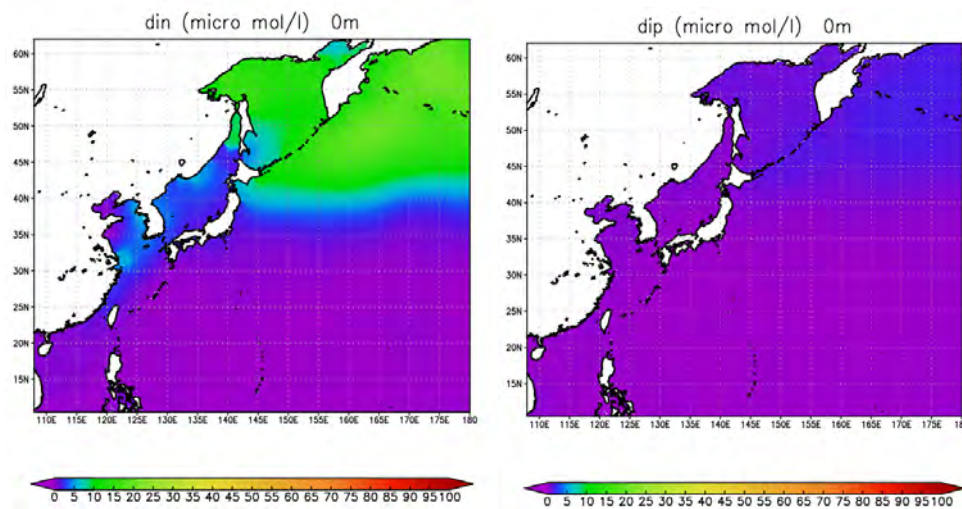 din (micro mol/l) 0m
60N
55N
50N
45N
40N
35N
30N
25N
20N
15N
110E 115E 120E 125E 130E 135E 140E 145E 150E 155E 160E 165E 170E 175E 180
0 5 10 15 20 25 30 35 40 45 50 55 60 65 70 75 80 85 90 95 100
dip (micro mol/l) 0m
60N
55N
50N
45N
40N
35N
30N
25N
20N
15N
110E 115E 120E 125E 130E 135E 140E 145E 150E 155E 160E 165E 170E 175E 180
0 5 10 15 20 25 30 35 40 45 50 55 60 65 70 75 80 85 90 95 100